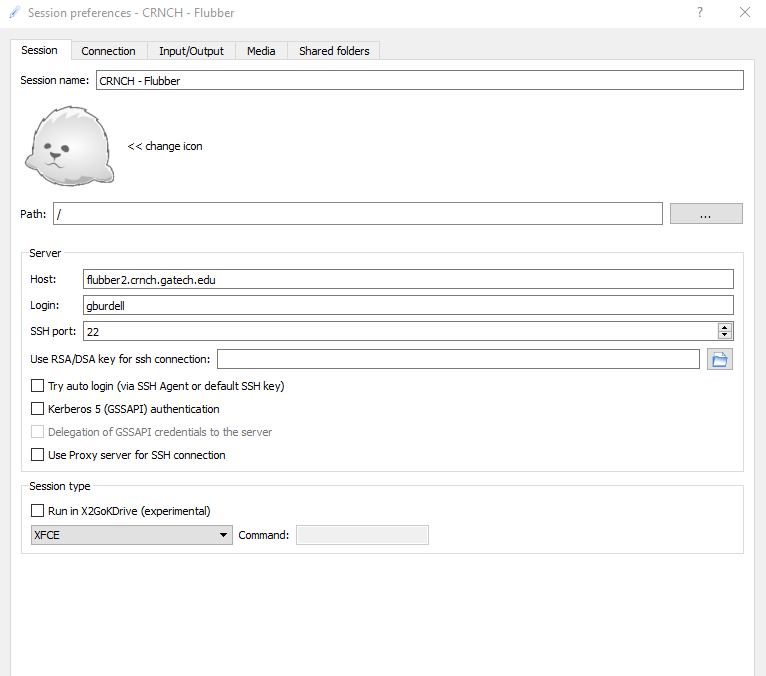 Session preferences - CRNCH - Flubber ?
Session Connection Input/Output Media Shared folders
Session name: CRNCH - Flubber
<< change icon
Path: / ...
Server
Host: flubber2.crnch.gatech.edu
Login: gburdell
SSH port: 22
Use RSA/DSA key for ssh connection:
Try auto login (via SSH Agent or default SSH key)
Kerberos 5 (GSSAPI) authentication
Delegation of GSSAPI credentials to the server
Use Proxy server for SSH connection
Session type
Run in X2GoKDrive (experimental)
XFCE Command: